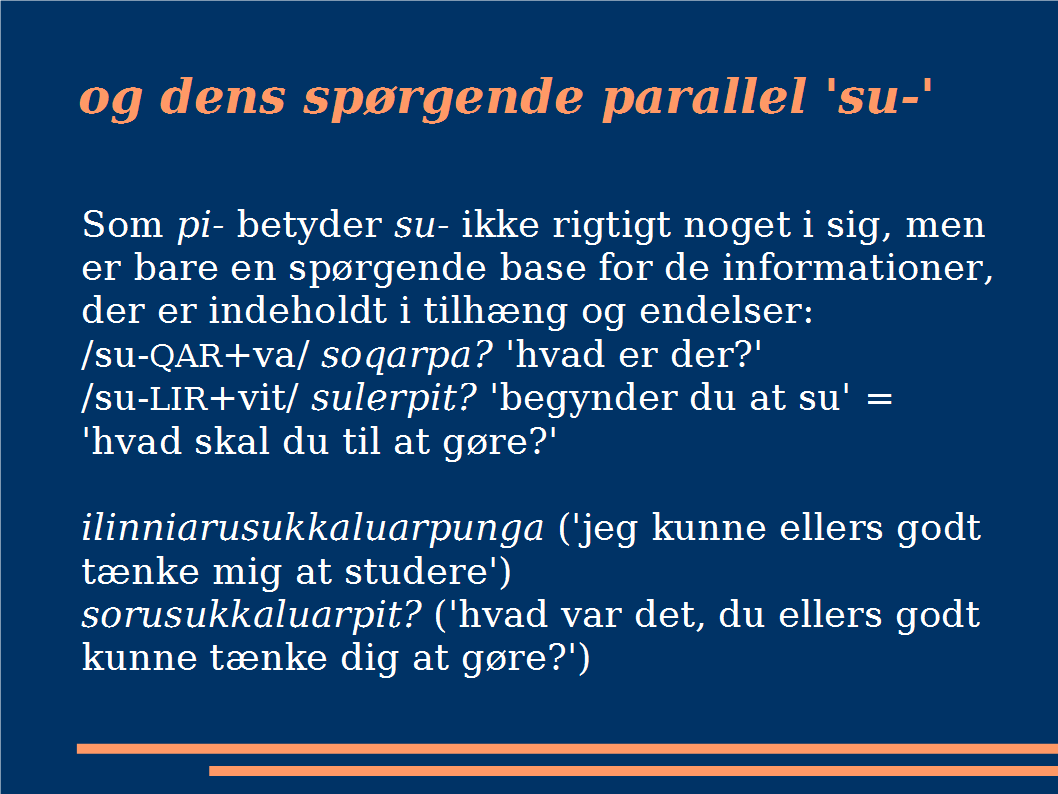 og dens spørgende parallel 'su-'
Som pi- betyder su- ikke rigtigt noget i sig, men
er bare en spørgende base for de informationer,
der er indeholdt i tilhæng og endelser:
/su-QAR+va/ soqarpa? 'hvad er der?'
/su-LIR+vit/ sulerpit? 'begynder du at su' =
'hvad skal du til at gøre?'
ilinniarusukkaluarpunga ('jeg kunne ellers godt
tænke mig at studere')
sorusukkaluarpit? ('hvad var det, du ellers godt
kunne tænke dig at gøre?')